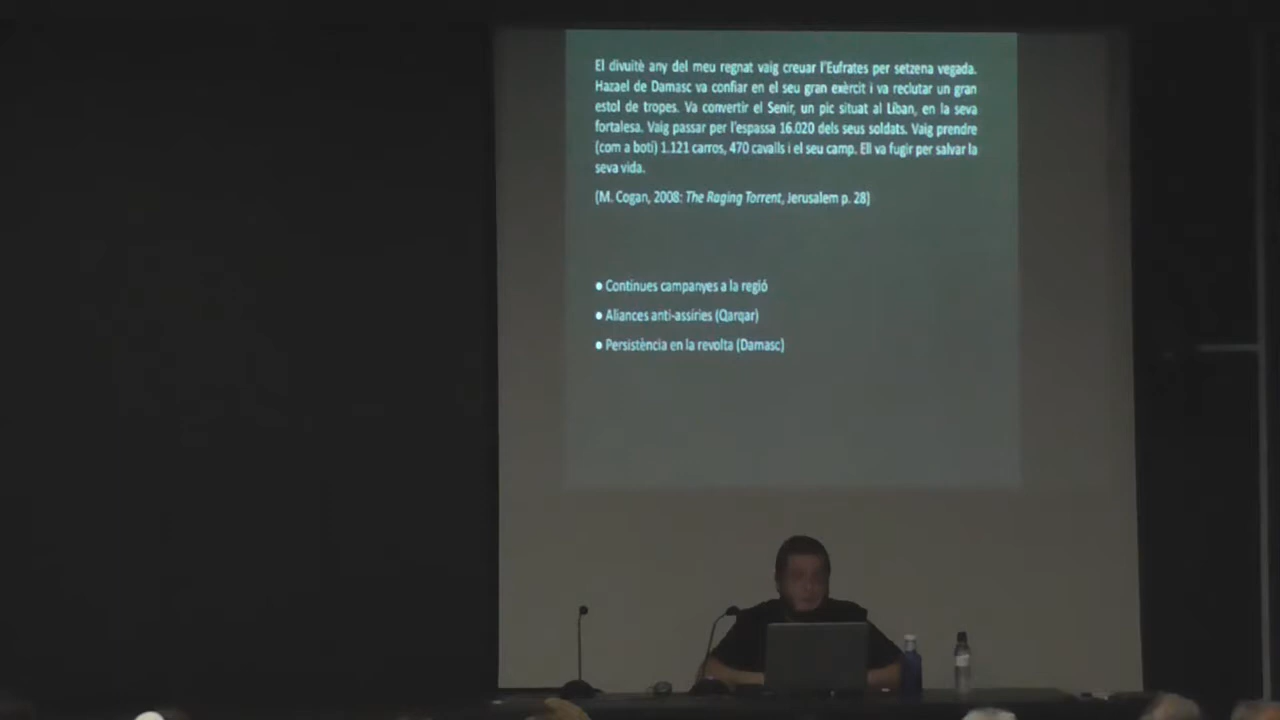 El divuitè any del meu regnat vaig creuar l'Eufrates per setzena vegada.
Hazael de Damasc va confiar en el seu gran exèrcit i va reclutar un gran
estol de tropes. Va convertir el Senir, un pic situat al Líban, en la seva
fortalesa. Vaig passar per l'espassa 16.020 dels seus soldats. Vaig prendre
(com a botí) 1.121 carros, 470 cavalls i el seu camp. Ell va fugir per salvar la
seva vida.
(M. Cogan, 2008: The Raging Torrent, Jerusalem p. 28)
● Contínues campanyes a la regió
● Aliances anti-assíries (Qarqar)
● Persistència en la revolta (Damasc)